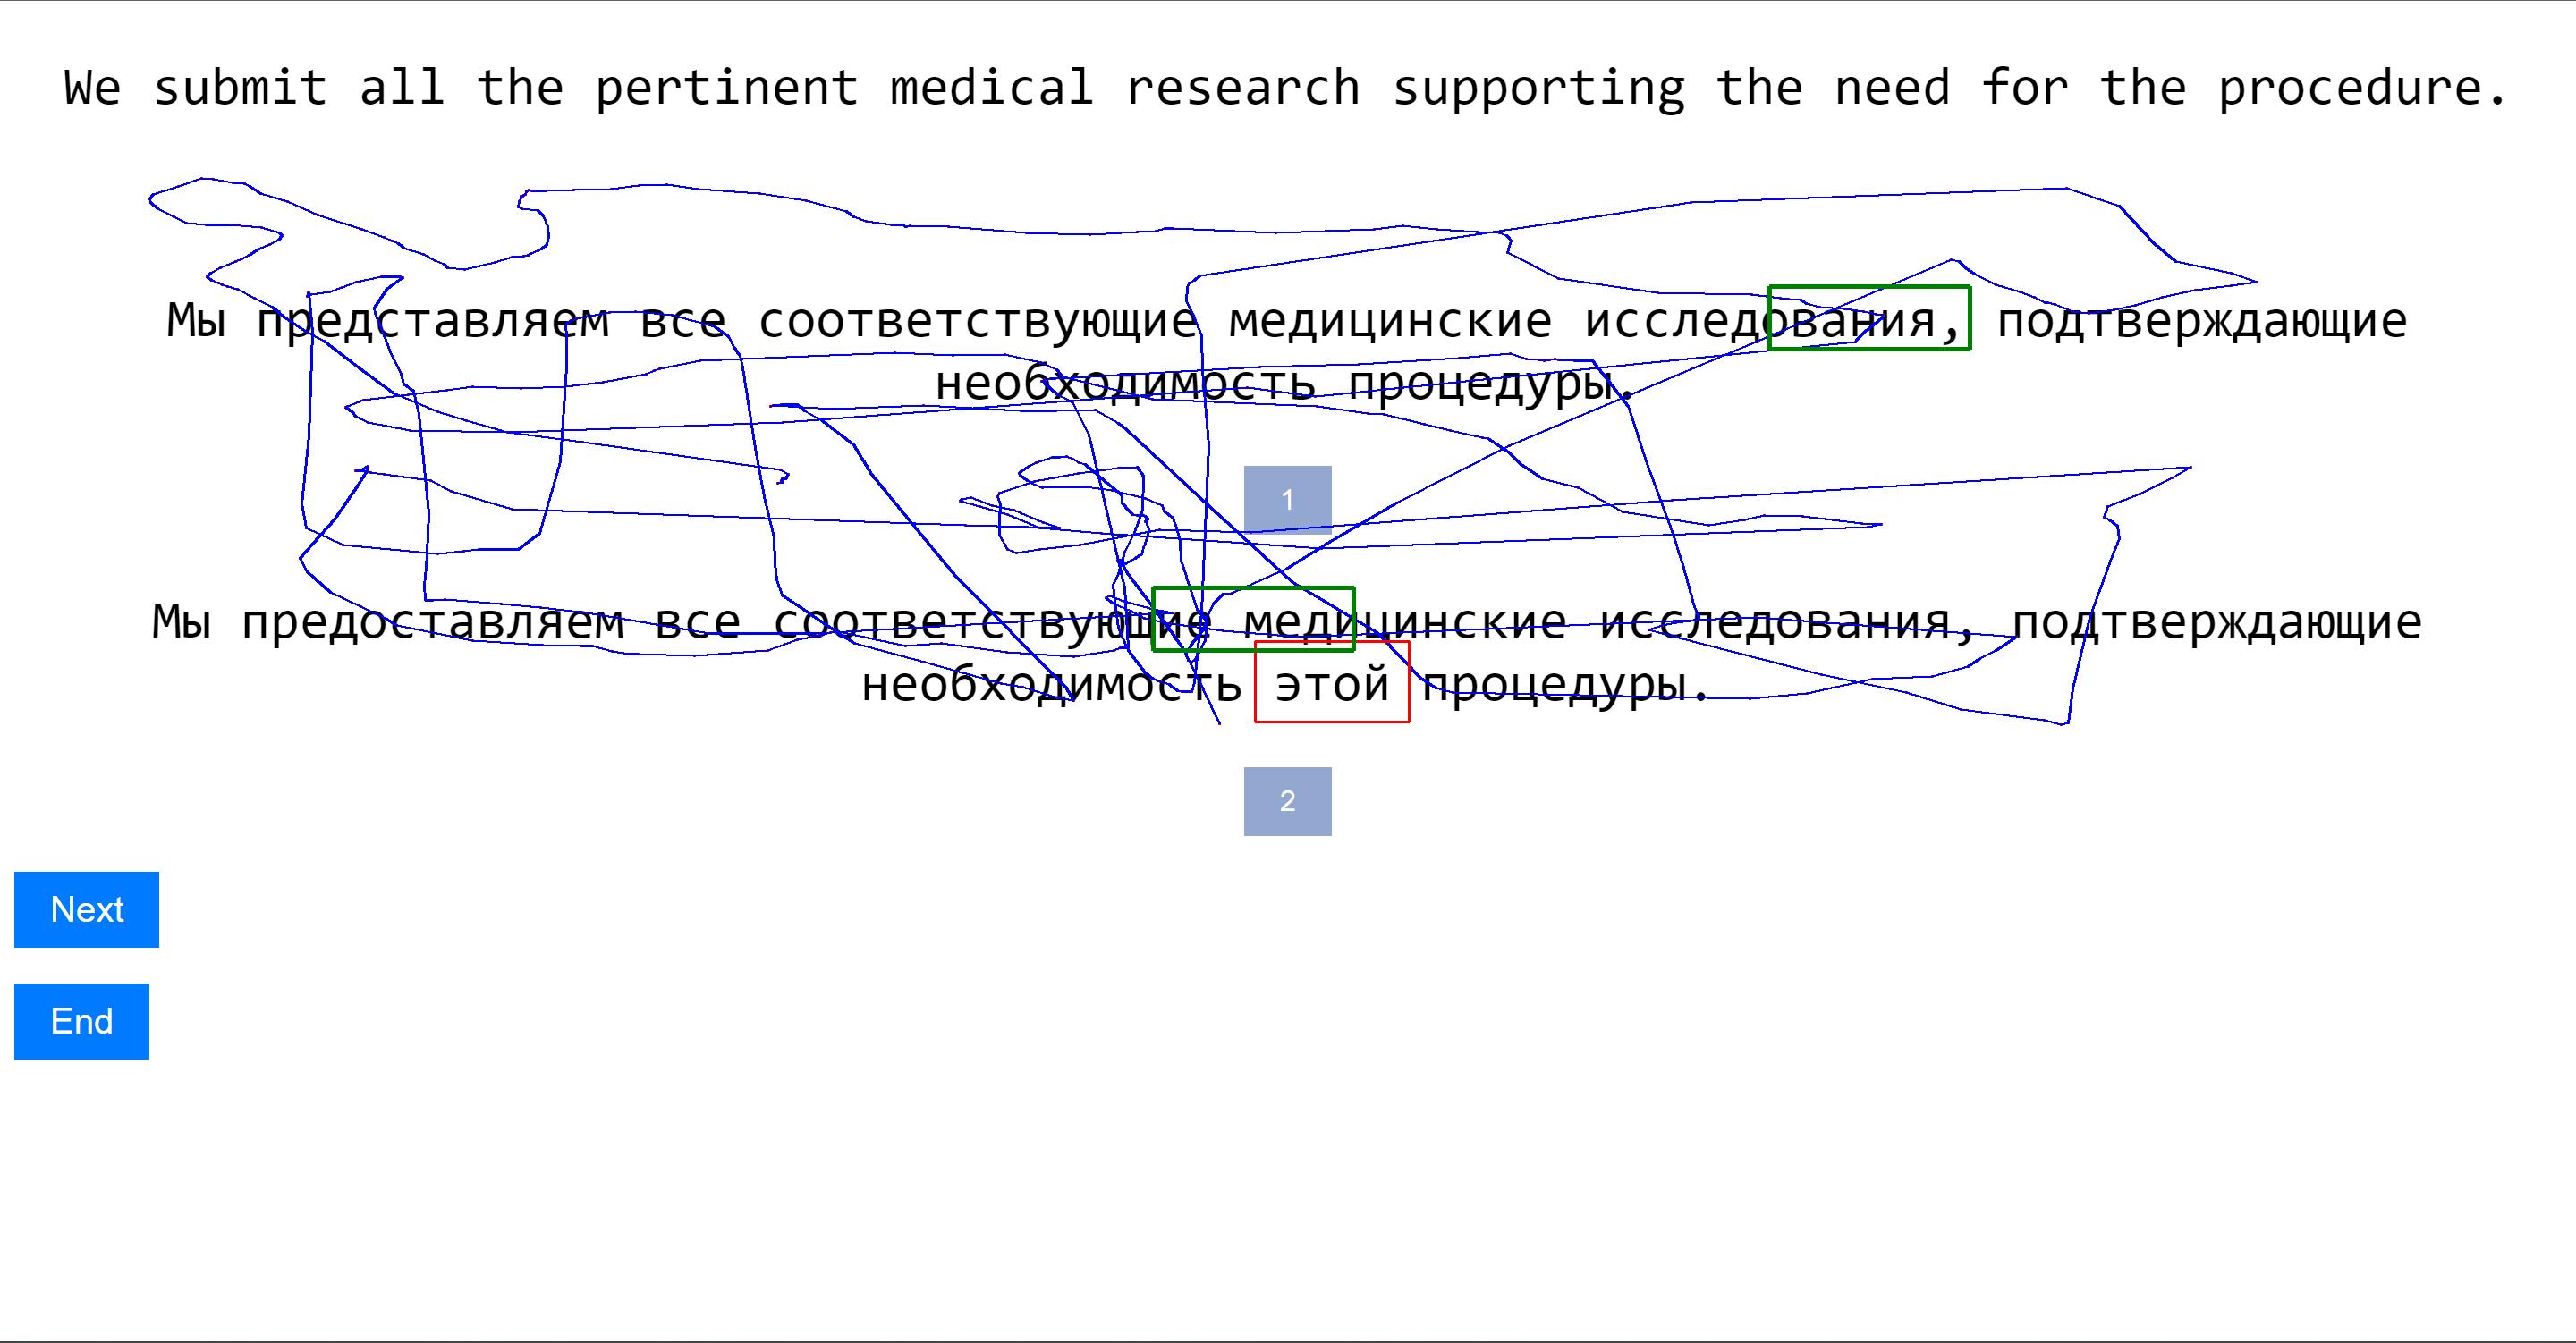 We submit all the pertinent medical research supporting the need for the procedure.
Мы представляем все соответствующие медицинские исследования, подтверждающие
необходимость процедуры.
1
Мы предоставляем все соответствующие медицинские исследования, подтверждающие
необходимость этой процедуры.
2
Next
End